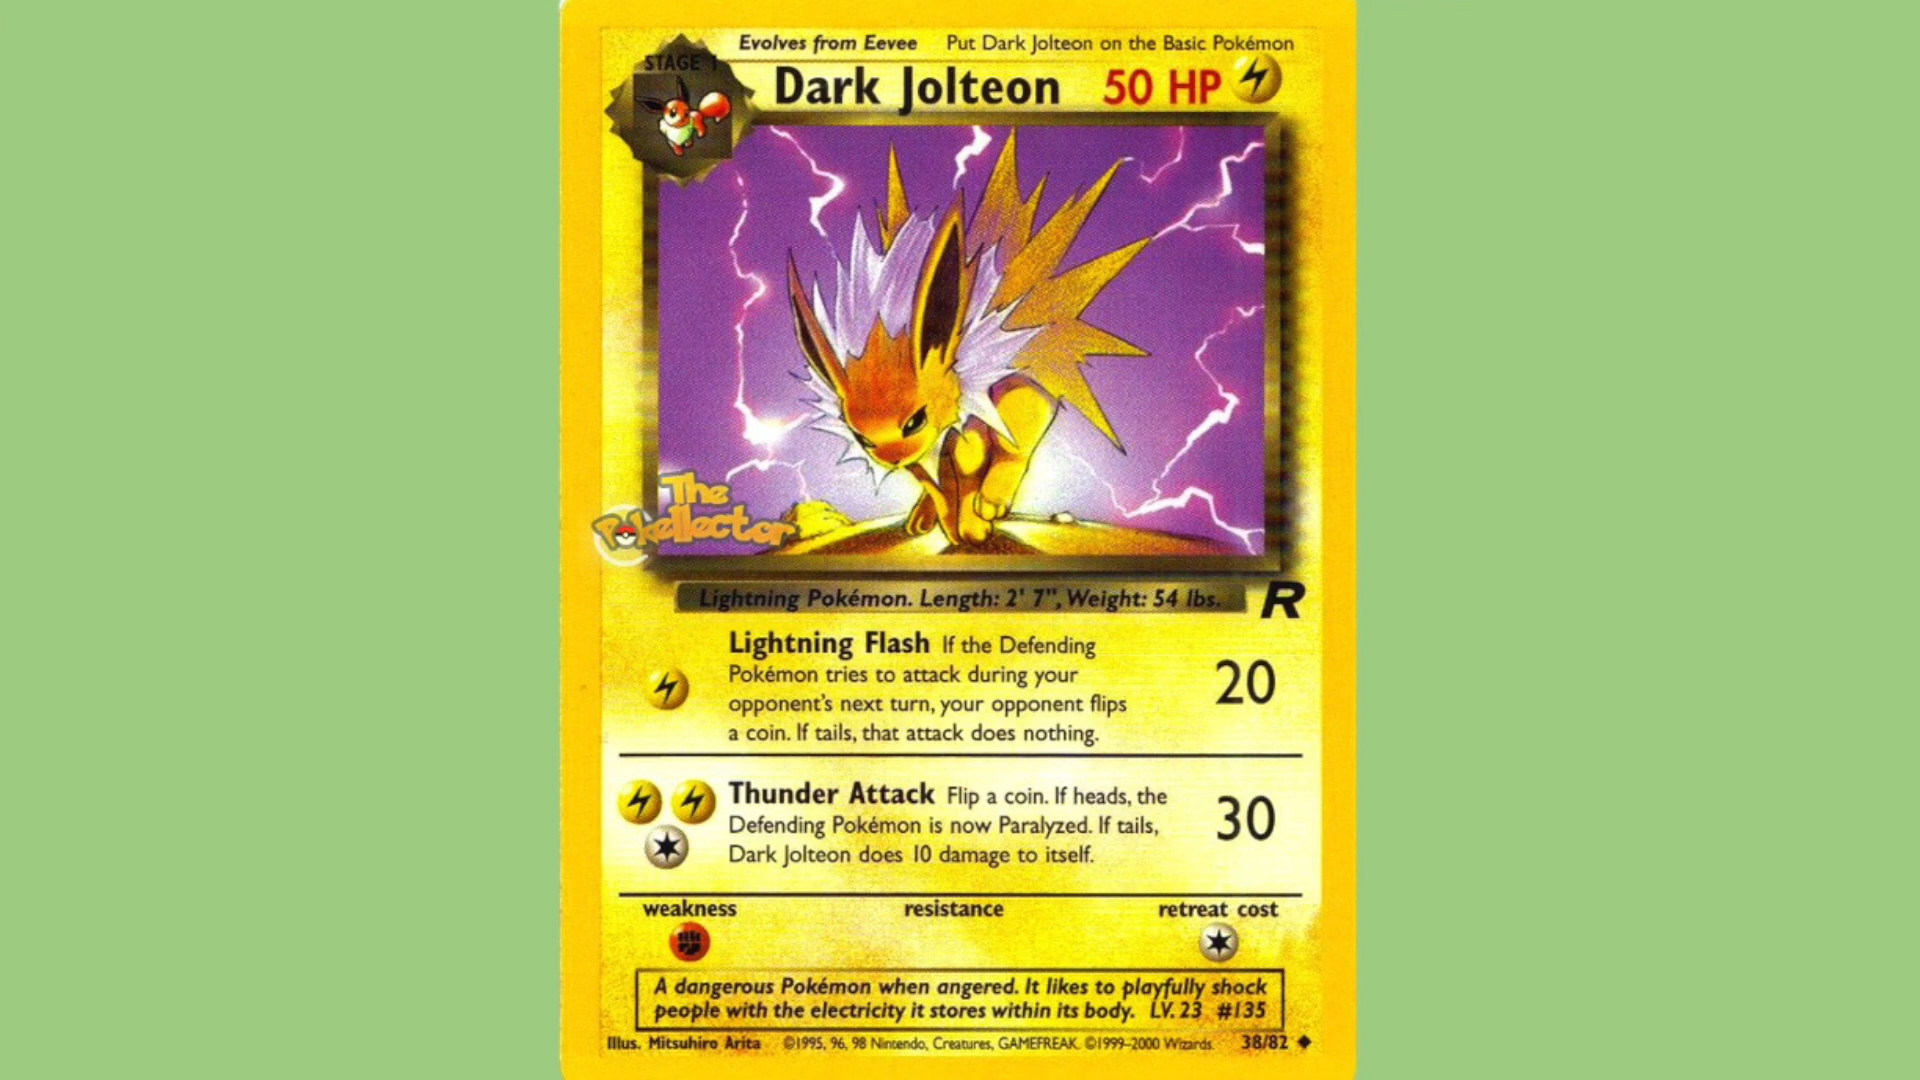 Evolves from Eevee Put Dark Jolteon on the Basic Pokémon
STAGE 1
Dark Jolteon 50 HP
The
Pokellector
Lightning Pokémon. Length: 2' 7", Weight: 54 lbs.
R
Lightning Flash If the Defending
Pokémon tries to attack during your
opponent's next turn, your opponent flips
a coin. If tails, that attack does nothing.
20
Thunder Attack Flip a coin. If heads, the
Defending Pokémon is now Paralyzed. If tails,
Dark Jolteon does 10 damage to itself.
30
weakness resistance retreat cost
A dangerous Pokémon when angered. It likes to playfully shock
people with the electricity it stores within its body. LV. 23 #135
Illus. Mitsuhiro Arita ©1995, 96, 98 Nintendo, Creatures, GAMEFREAK. ©1999–2000 Wizards. 38/82